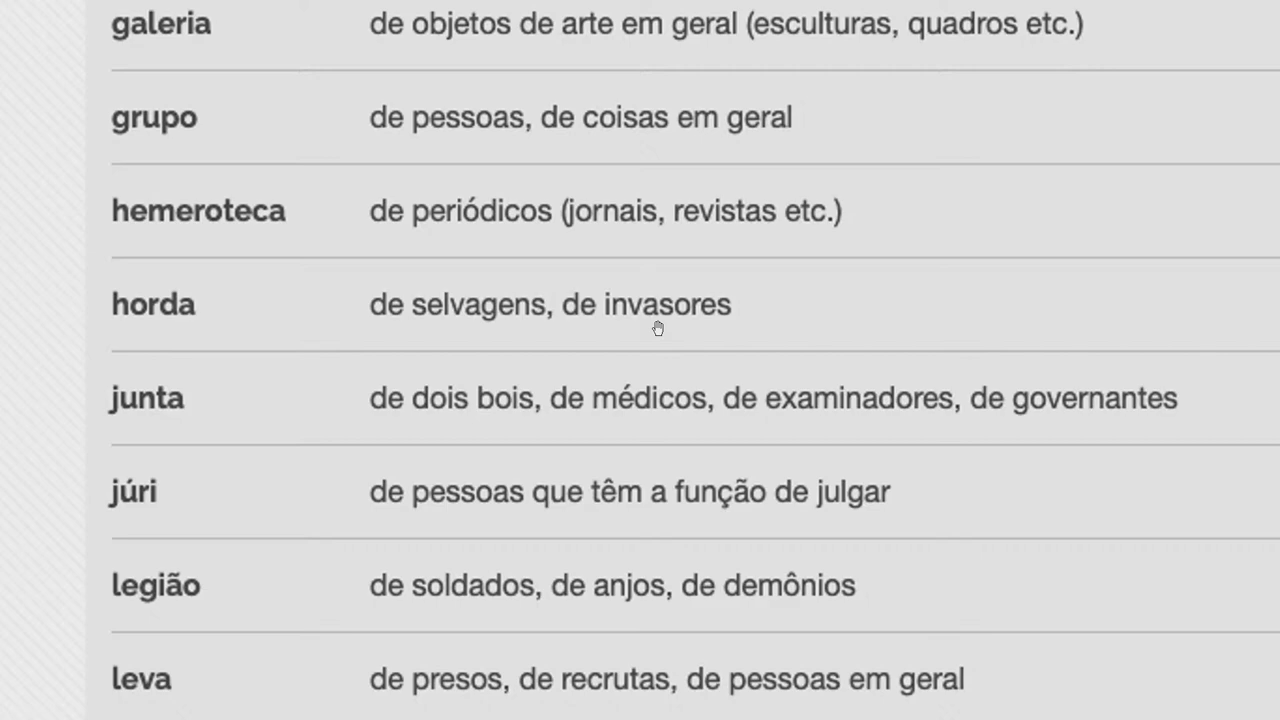 galeria de objetos de arte em geral (esculturas, quadros etc.)
grupo de pessoas, de coisas em geral
hemeroteca de periódicos (jornais, revistas etc.)
horda de selvagens, de invasores
junta de dois bois, de médicos, de examinadores, de governantes
júri de pessoas que têm a função de julgar
legião de soldados, de anjos, de demônios
leva de presos, de recrutas, de pessoas em geral